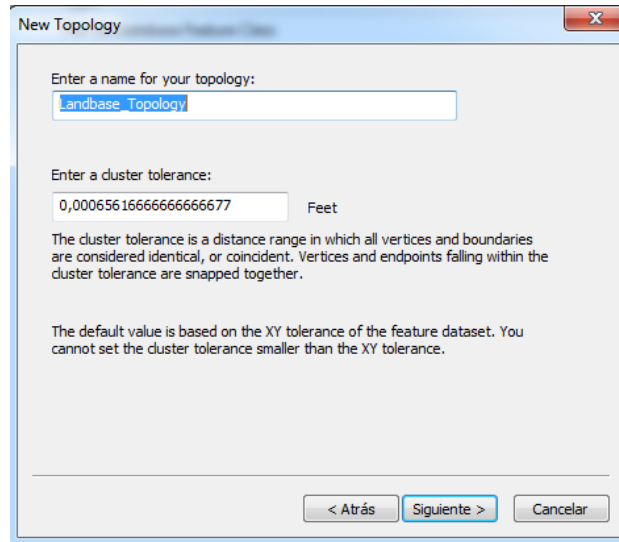 New Topology
Feature Class
Enter a name for your topology:
Landbase_Topology
Enter a cluster tolerance:
0,00065616666666666677
Feet
The cluster tolerance is a distance range in which all vertices and boundaries
are considered identical, or coincident. Vertices and endpoints falling within the
cluster tolerance are snapped together.
The default value is based on the XY tolerance of the feature dataset. You
cannot set the cluster tolerance smaller than the XY tolerance.
< Atrás
Siguiente >
Cancelar